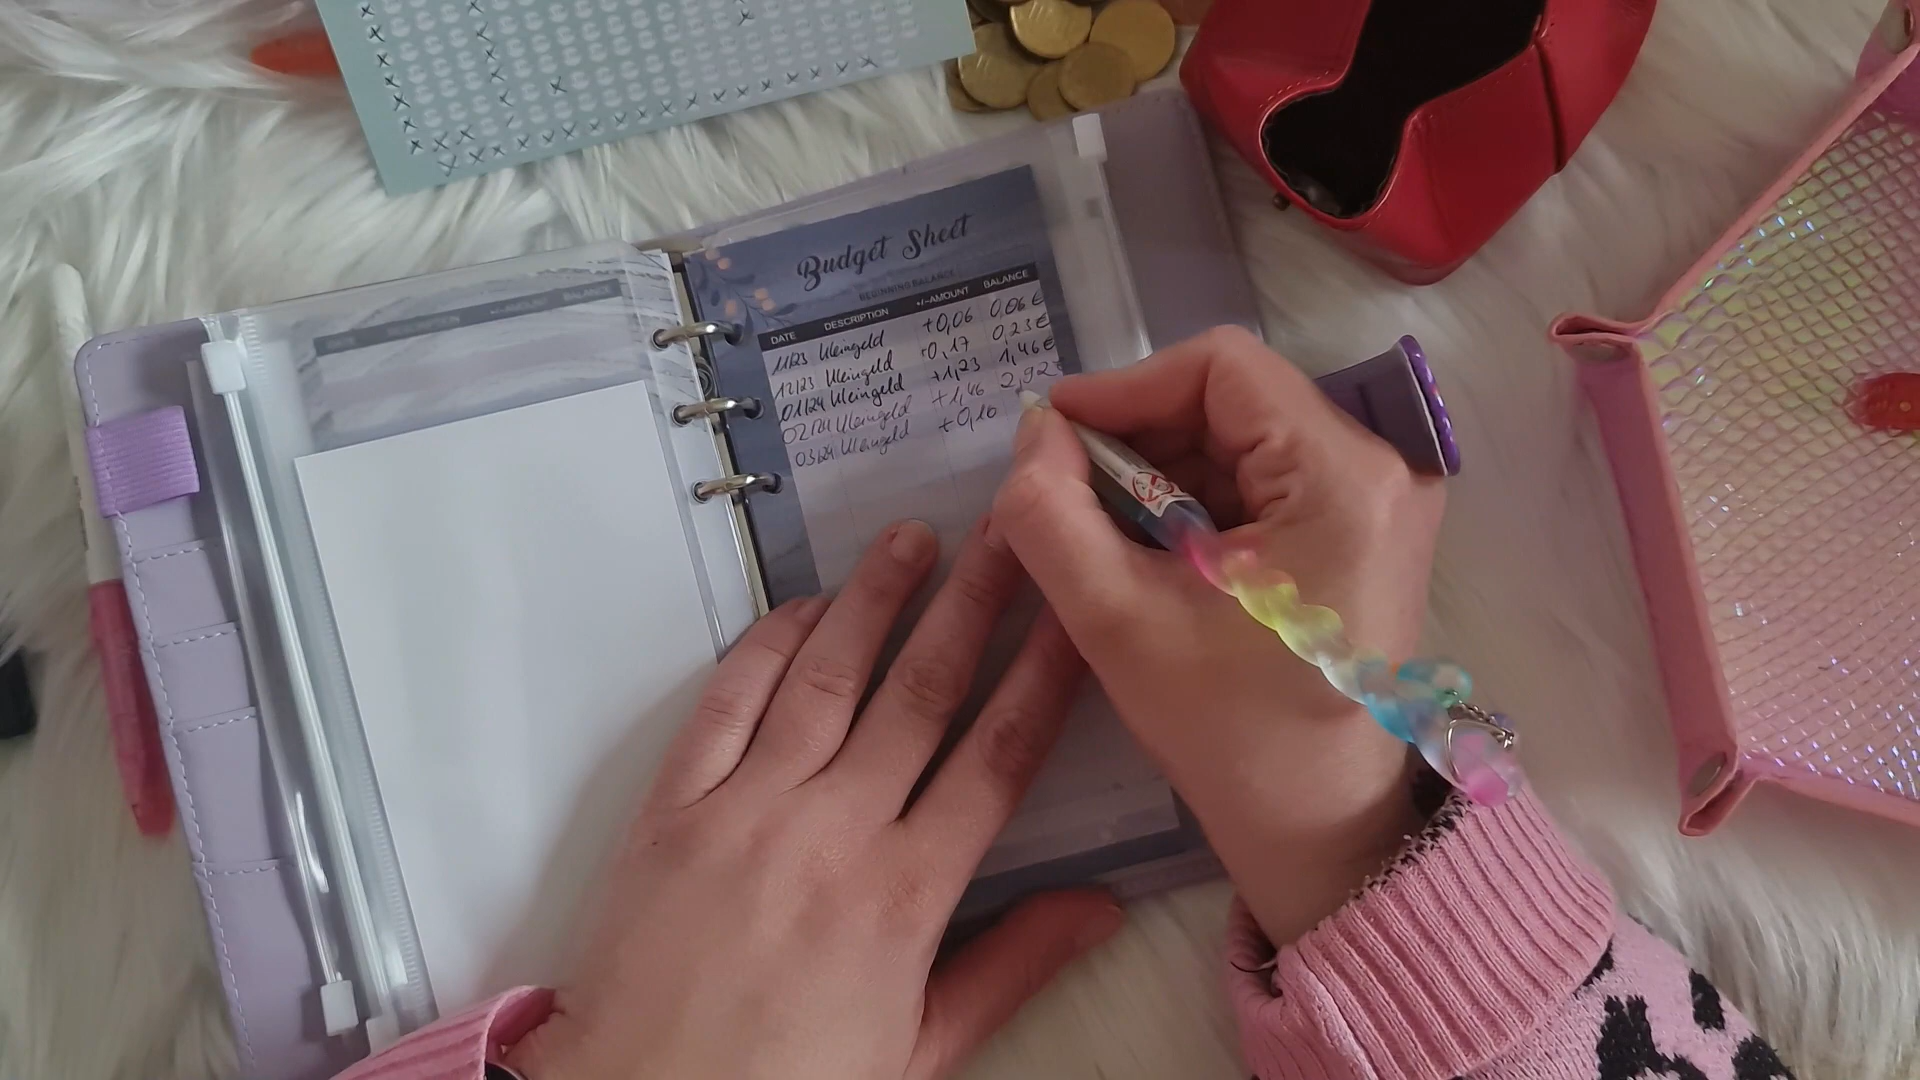 Budget Sheet
BEGINNING BALANCE
DATE DESCRIPTION +/-AMOUNT BALANCE
11/23 Kleingeld +0,06 0,06 €
12/23 Kleingeld +0,17 0,23 €
01/24 Kleingeld +1,23 1,46 €
02/24 Kleingeld +1,46 2,92 €
03/24 Kleingeld +0,10
+/-AMOUNT BALANCE